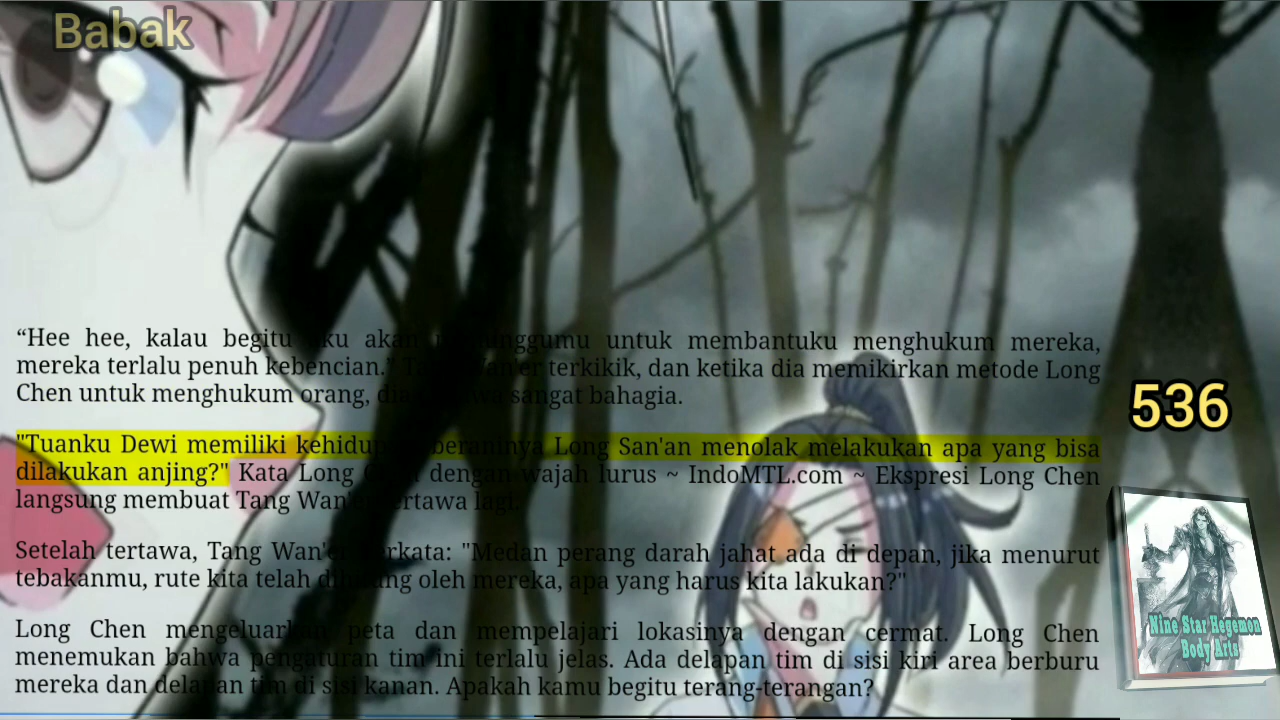 Babak
“Hee hee, kalau begitu aku akan menunggumu untuk membantuku menghukum mereka,
mereka terlalu penuh kebencian.” Tang Wan'er terkikik, dan ketika dia memikirkan metode Long
Chen untuk menghukum orang, dia sangat bahagia.
"Tuanku Dewi memiliki kehidupan, beraninya Long San'an menolak melakukan apa yang bisa
dilakukan anjing?" Kata Long Chen dengan wajah lurus ~ IndoMTL.com ~ Ekspresi Long Chen
langsung membuat Tang Wan'er tertawa lagi.
Setelah tertawa, Tang Wan'er berkata: "Medan perang darah jahat ada di depan, jika menurut
tebakanmu, rute kita telah dihitung oleh mereka, apa yang harus kita lakukan?"
Long Chen mengeluarkan peta dan mempelajari lokasinya dengan cermat. Long Chen
menemukan bahwa pengaturan tim ini terlalu jelas. Ada delapan tim di sisi kiri area berburu
mereka dan delapan tim di sisi kanan. Apakah kamu begitu terang-terangan?
536
Nine Star Hegemon
Body Arts